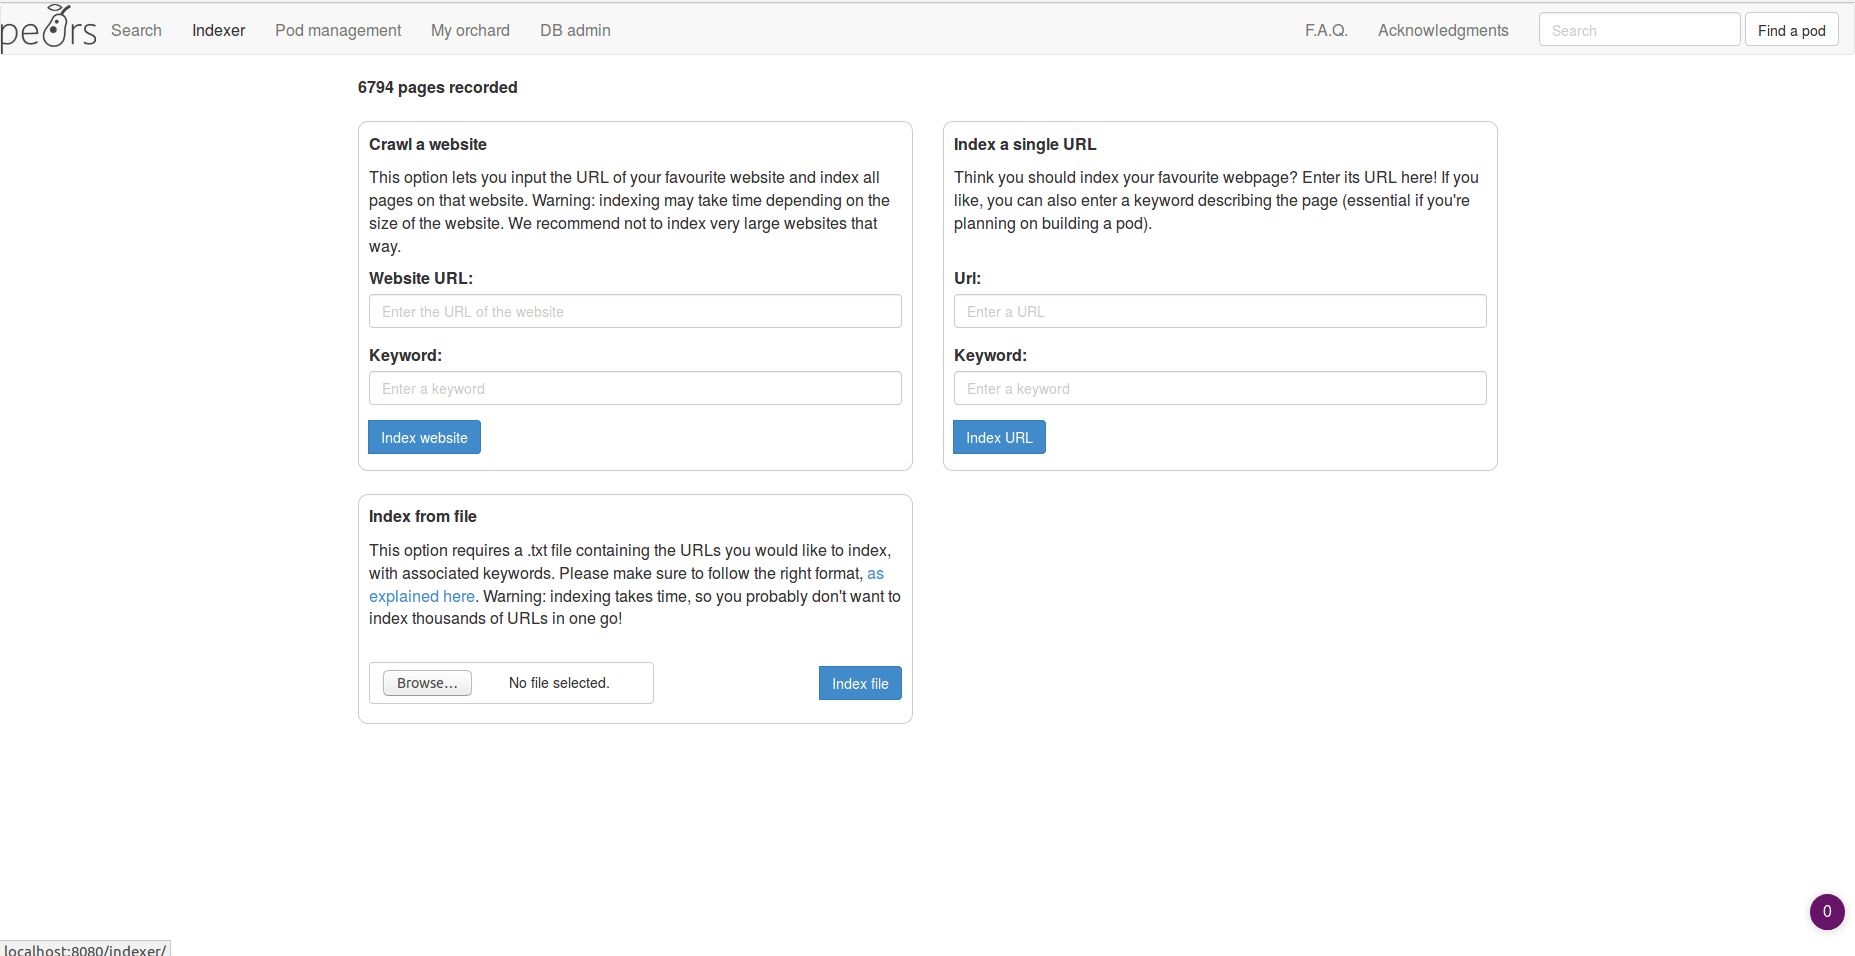 pears Search Indexer Pod management My orchard DB admin F.A.Q. Acknowledgments Search Find a pod
6794 pages recorded
Crawl a website
This option lets you input the URL of your favourite website and index all
pages on that website. Warning: indexing may take time depending on the
size of the website. We recommend not to index very large websites that
way.
Website URL:
Enter the URL of the website
Keyword:
Enter a keyword
Index website
Index a single URL
Think you should index your favourite webpage? Enter its URL here! If you
like, you can also enter a keyword describing the page (essential if you're
planning on building a pod).
Url:
Enter a URL
Keyword:
Enter a keyword
Index URL
Index from file
This option requires a .txt file containing the URLs you would like to index,
with associated keywords. Please make sure to follow the right format, as
explained here. Warning: indexing takes time, so you probably don't want to
index thousands of URLs in one go!
Browse... No file selected. Index file
0
localhost:8080/indexer/